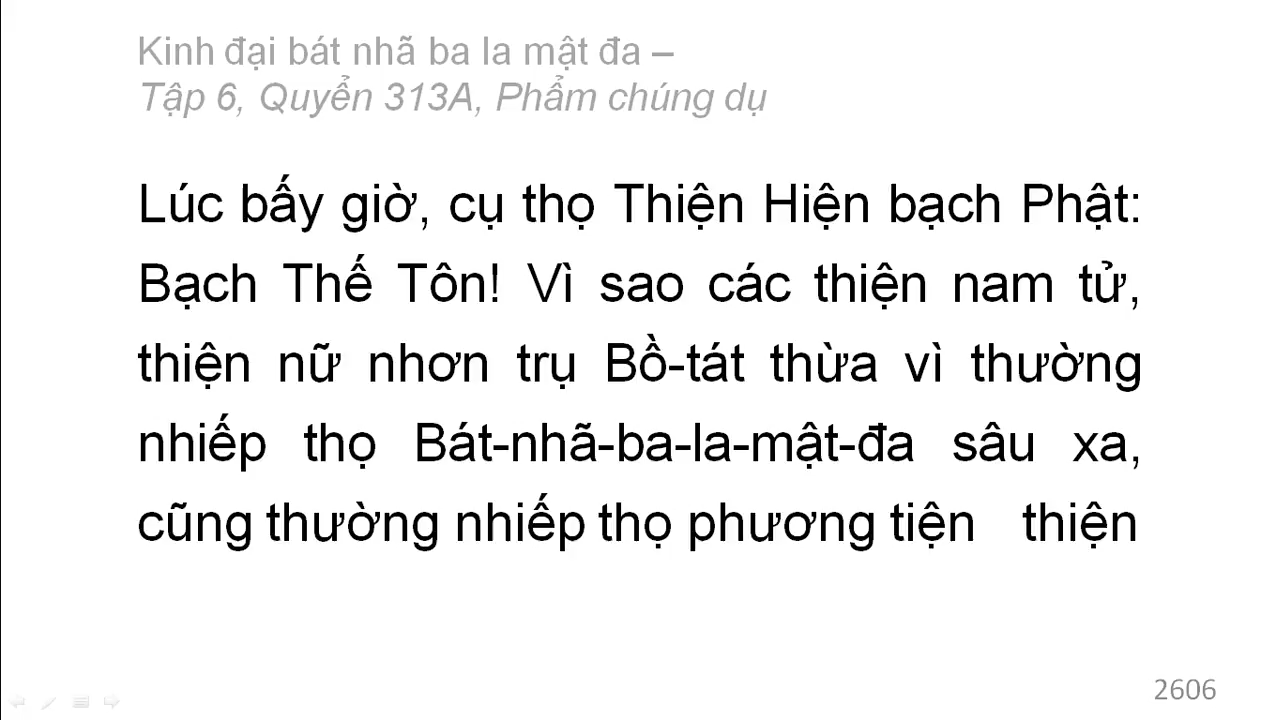 Kinh đại bát nhã ba la mật đa –
Tập 6, Quyển 313A, Phẩm chúng dụ
Lúc bấy giờ, cụ thọ Thiện Hiện bạch Phật:
Bạch Thế Tôn! Vì sao các thiện nam tử,
thiện nữ nhơn trụ Bồ-tát thừa vì thường
nhiếp thọ Bát-nhã-ba-la-mật-đa sâu xa,
cũng thường nhiếp thọ phương tiện thiện
2606